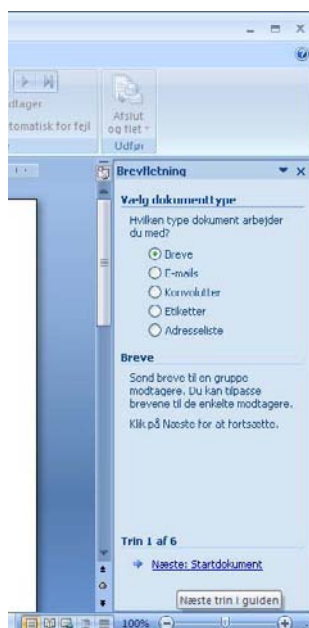 dtager
tomatisk for fejl
Afslut
og flet
Udfør
Brevfletning
Vælg dokumenttype
Hvilken type dokument arbejder
du med?
Breve
E-mails
Konvolutter
Etiketter
Adresseliste
Breve
Send breve til en gruppe
modtagere. Du kan tilpasse
brevene til de enkelte modtagere.
Klik på Næste for at fortsætte.
Trin 1 af 6
Næste: Startdokument
Næste trin i guiden
100%